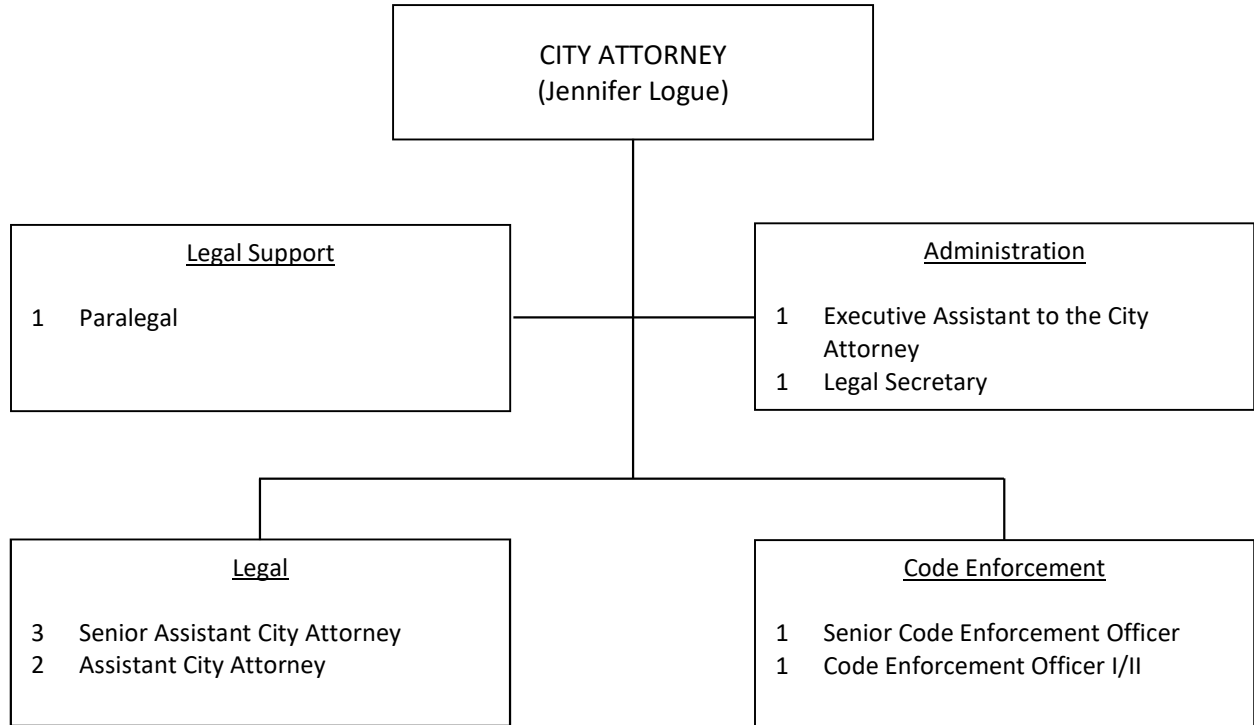 CITY ATTORNEY
(Jennifer Logue)
Legal Support
1 Paralegal
Administration
1 Executive Assistant to the City
Attorney
1 Legal Secretary
Legal
3 Senior Assistant City Attorney
2 Assistant City Attorney
Code Enforcement
1 Senior Code Enforcement Officer
1 Code Enforcement Officer I/II